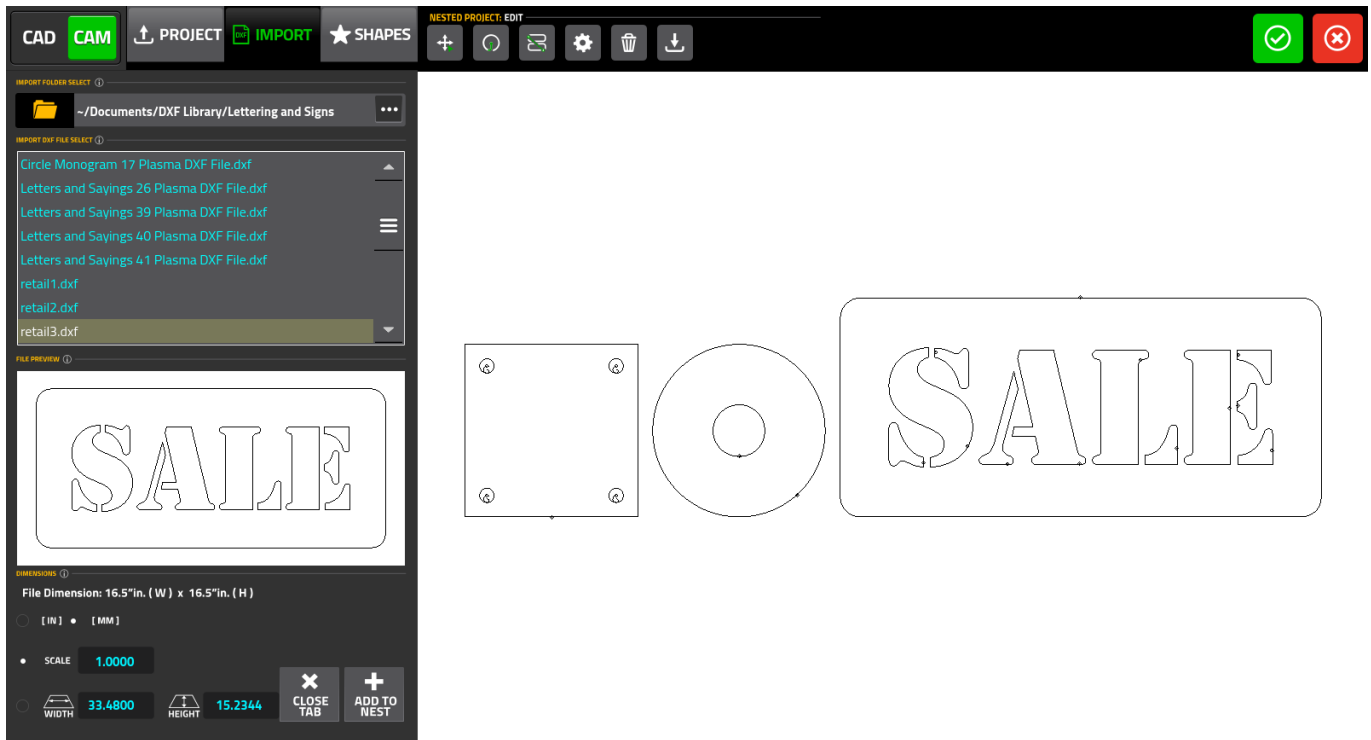 CAD
CAM
PROJECT
DXF
IMPORT
SHAPES
NESTED PROJECT: EDIT
IMPORT FOLDER SELECT
~/Documents/DXF Library/Lettering and Signs
IMPORT DXF FILE SELECT
Circle Monogram 17 Plasma DXF File.dxf
Letters and Sayings 26 Plasma DXF File.dxf
Letters and Sayings 39 Plasma DXF File.dxf
Letters and Sayings 40 Plasma DXF File.dxf
Letters and Sayings 41 Plasma DXF File.dxf
retail1.dxf
retail2.dxf
retail3.dxf
FILE PREVIEW
SALE
DIMENSIONS
File Dimension: 16.5”in. ( W ) x 16.5”in. ( H )
[ IN ] [ MM ]
SCALE 1.0000
WIDTH 33.4800 HEIGHT 15.2344
CLOSE TAB
ADD TO NEST
SALE